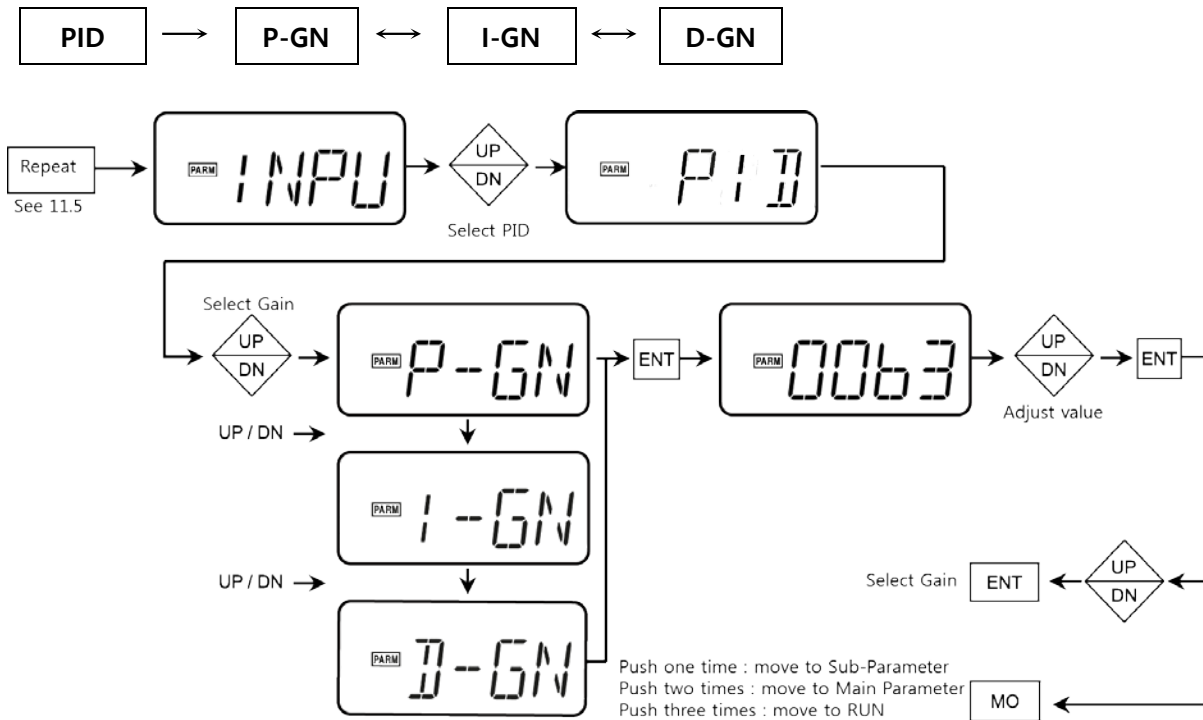 PID P-GN I-GN D-GN
Repeat
See 11.5
PARM INPU
UP
DN
Select PID
PARM PID
Select Gain
UP
DN
PARM P-GN
ENT
PARM 0063
UP
DN
Adjust value
ENT
UP / DN
PARM I-GN
UP / DN
PARM D-GN
Select Gain
ENT
UP
DN
Push one time : move to Sub-Parameter
Push two times : move to Main Parameter
Push three times : move to RUN
MO